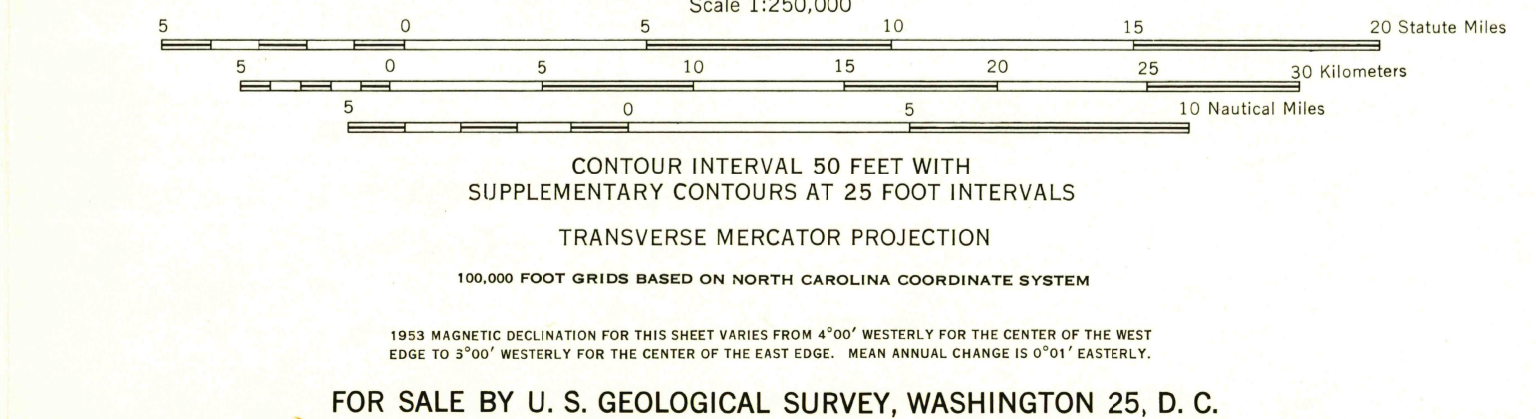 Scale 1:250,000
5 0 5 10 15 20 Statute Miles
5 0 5 10 15 20 25 30 Kilometers
5 0 5 10 Nautical Miles
CONTOUR INTERVAL 50 FEET WITH
SUPPLEMENTARY CONTOURS AT 25 FOOT INTERVALS
TRANSVERSE MERCATOR PROJECTION
100,000 FOOT GRIDS BASED ON NORTH CAROLINA COORDINATE SYSTEM
1953 MAGNETIC DECLINATION FOR THIS SHEET VARIES FROM 4°00′ WESTERLY FOR THE CENTER OF THE WEST
EDGE TO 3°00′ WESTERLY FOR THE CENTER OF THE EAST EDGE. MEAN ANNUAL CHANGE IS 0°01′ EASTERLY.
FOR SALE BY U. S. GEOLOGICAL SURVEY, WASHINGTON 25, D. C.